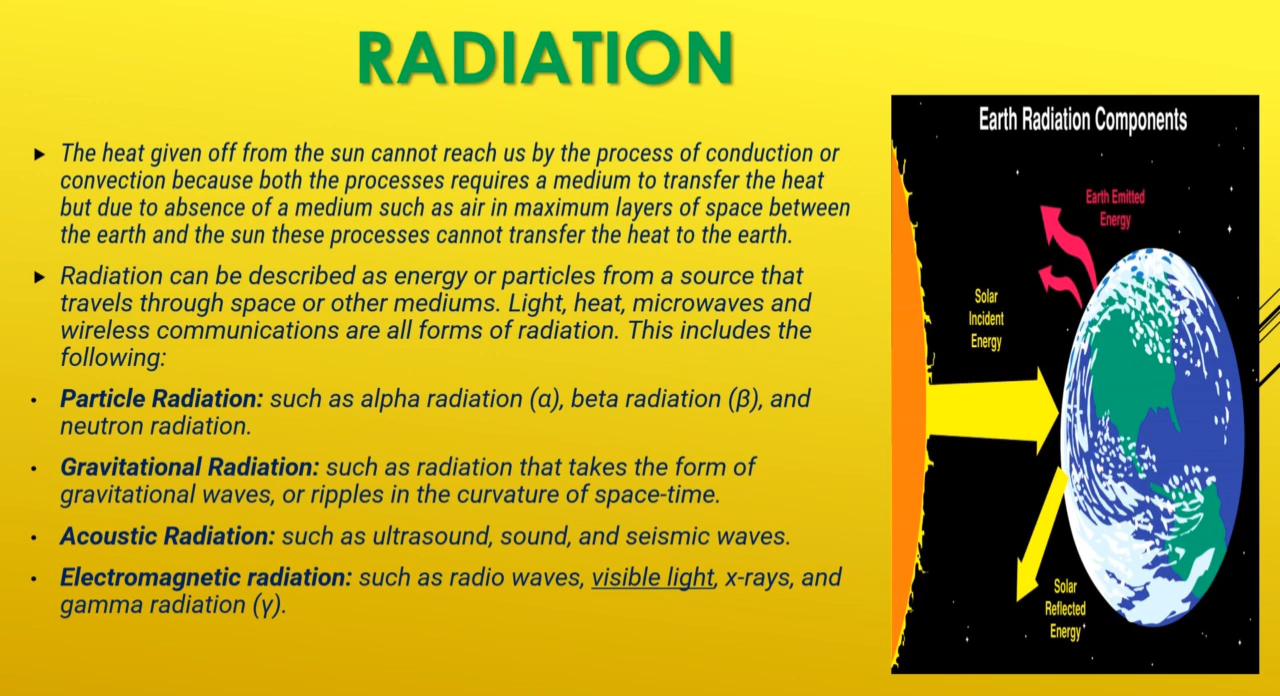 RADIATION
The heat given off from the sun cannot reach us by the process of conduction or
convection because both the processes requires a medium to transfer the heat
but due to absence of a medium such as air in maximum layers of space between
the earth and the sun these processes cannot transfer the heat to the earth.
Radiation can be described as energy or particles from a source that
travels through space or other mediums. Light, heat, microwaves and
wireless communications are all forms of radiation. This includes the
following:
Particle Radiation: such as alpha radiation (α), beta radiation (β), and
neutron radiation.
Gravitational Radiation: such as radiation that takes the form of
gravitational waves, or ripples in the curvature of space-time.
Acoustic Radiation: such as ultrasound, sound, and seismic waves.
Electromagnetic radiation: such as radio waves, visible light, x-rays, and
gamma radiation (γ).
Earth Radiation Components
Earth Emitted
Energy
Solar
Incident
Energy
Solar
Reflected
Energy